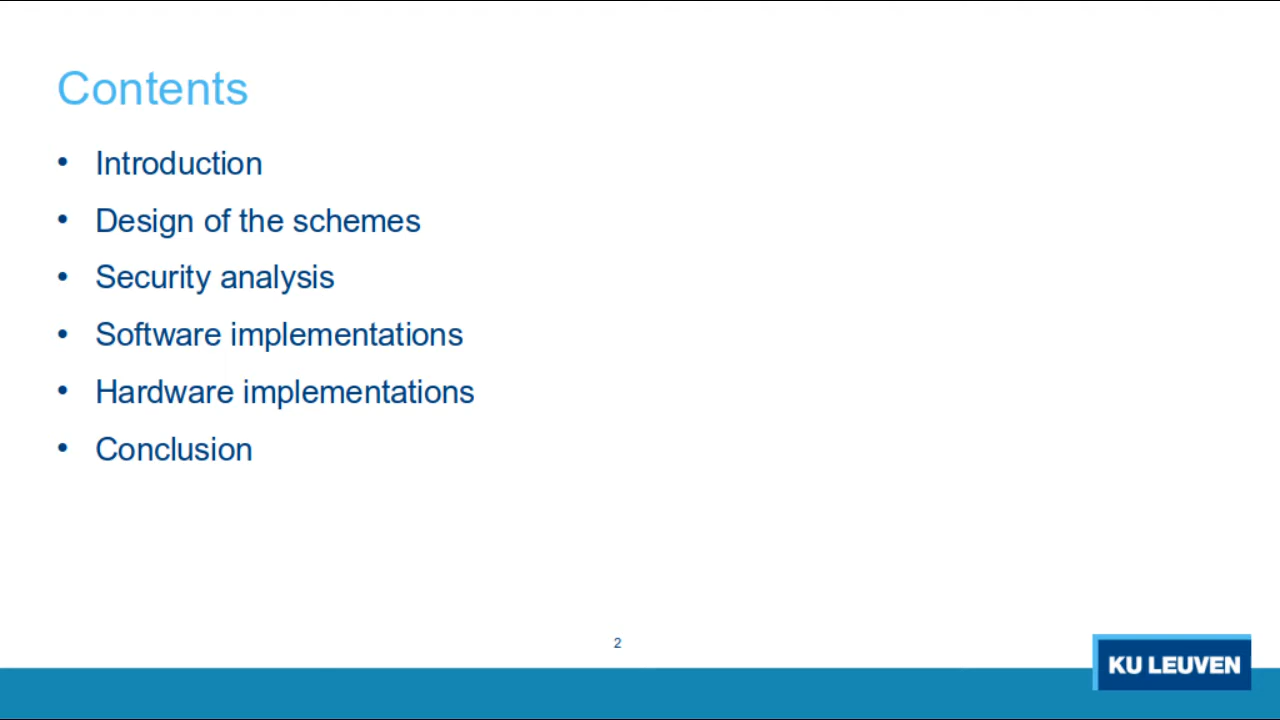 Contents
• Introduction
• Design of the schemes
• Security analysis
• Software implementations
• Hardware implementations
• Conclusion
2
KU LEUVEN